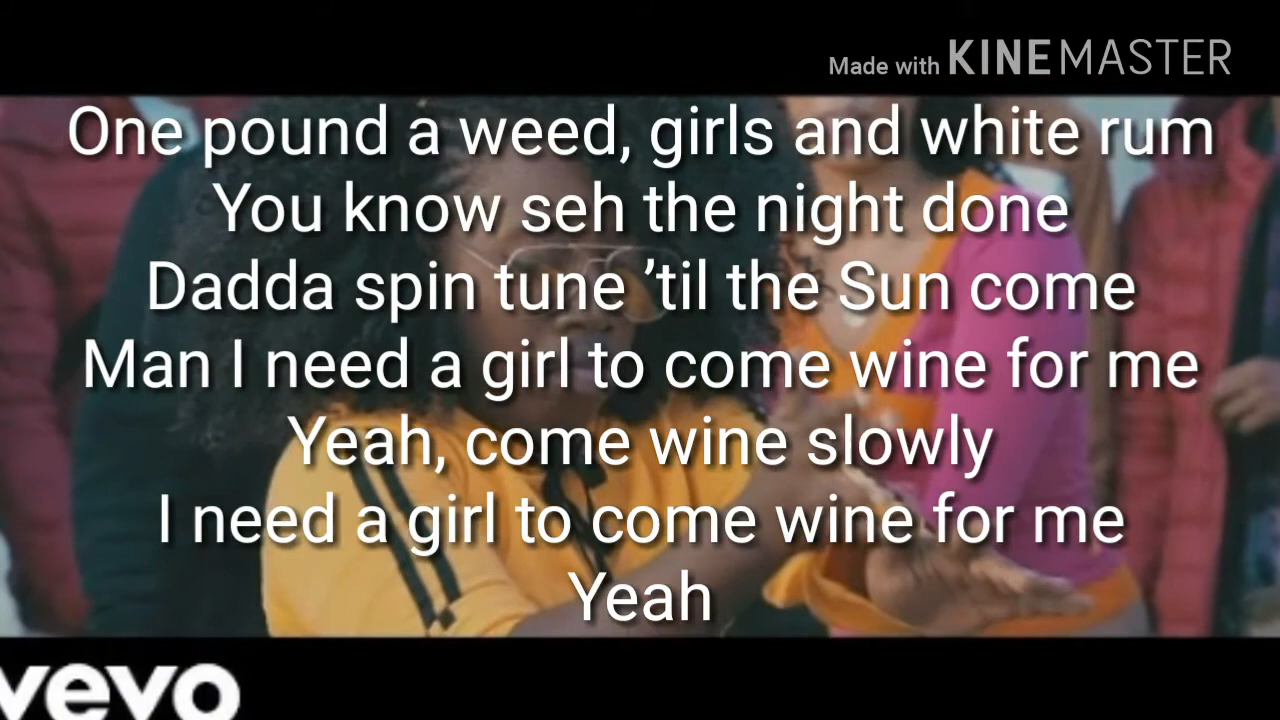 Made with KINEMASTER
One pound a weed, girls and white rum
You know seh the night done
Dadda spin tune ’til the Sun come
Man I need a girl to come wine for me
Yeah, come wine slowly
I need a girl to come wine for me
Yeah
vevo